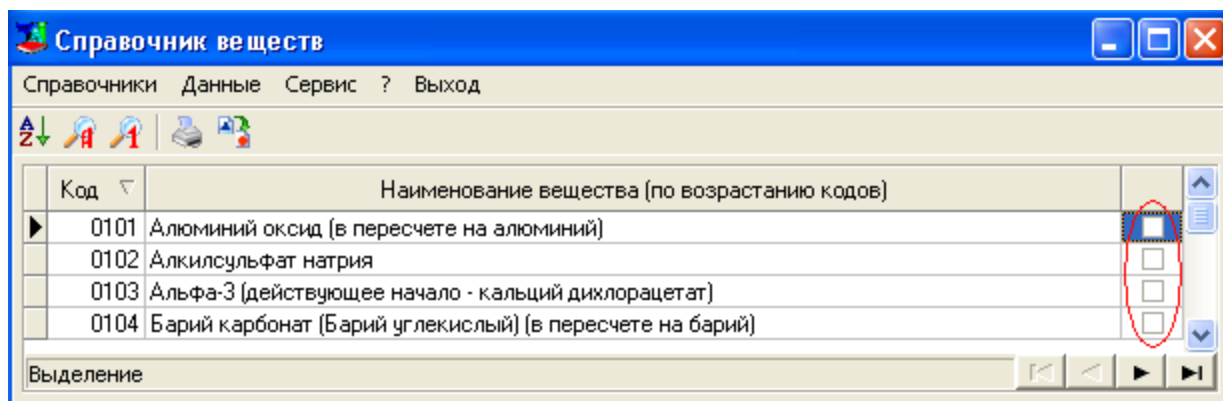 Справочник веществ
Справочники Данные Сервис ? Выход
Код Наименование вещества (по возрастанию кодов)
0101 Алюминий оксид (в пересчете на алюминий)
0102 Алкилсульфат натрия
0103 Альфа-3 (действующее начало - кальций дихлорацетат)
0104 Барий карбонат (Барий углекислый) (в пересчете на барий)
Выделение